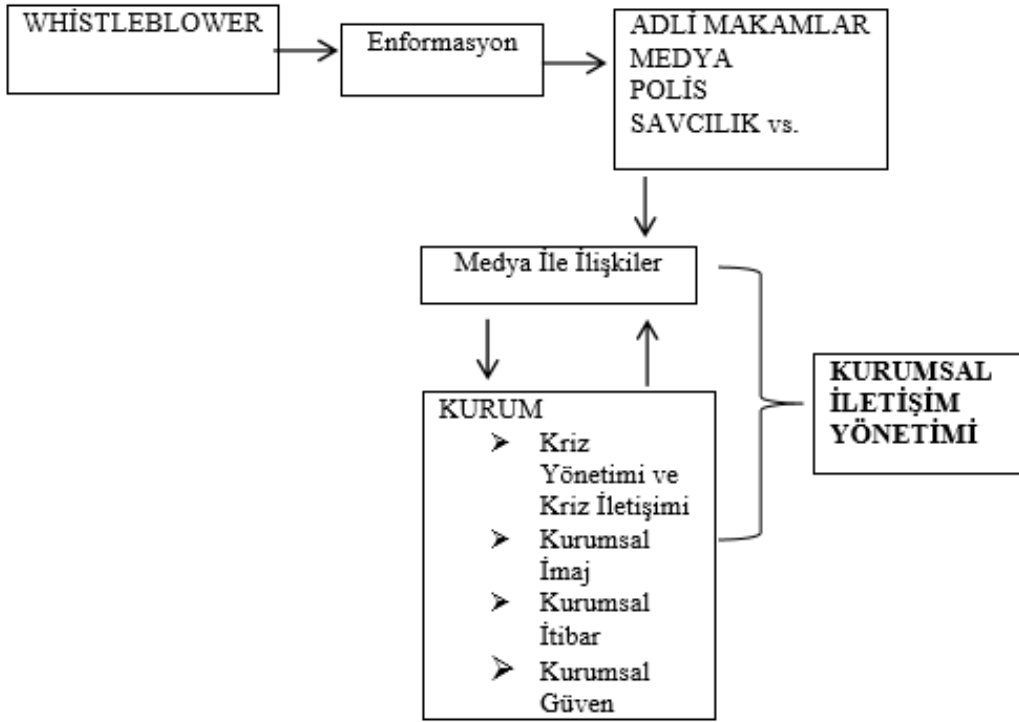 WHİSTLEBLOWER
Enformasyon
ADLİ MAKAMLAR
MEDYA
POLİS
SAVCILIK vs.
Medya İle İlişkiler
KURUM
➢ Kriz
Yönetimi ve
Kriz İletişimi
➢ Kurumsal
İmaj
➢ Kurumsal
İtibar
➢ Kurumsal
Güven
KURUMSAL
İLETİŞİM
YÖNETİMİ